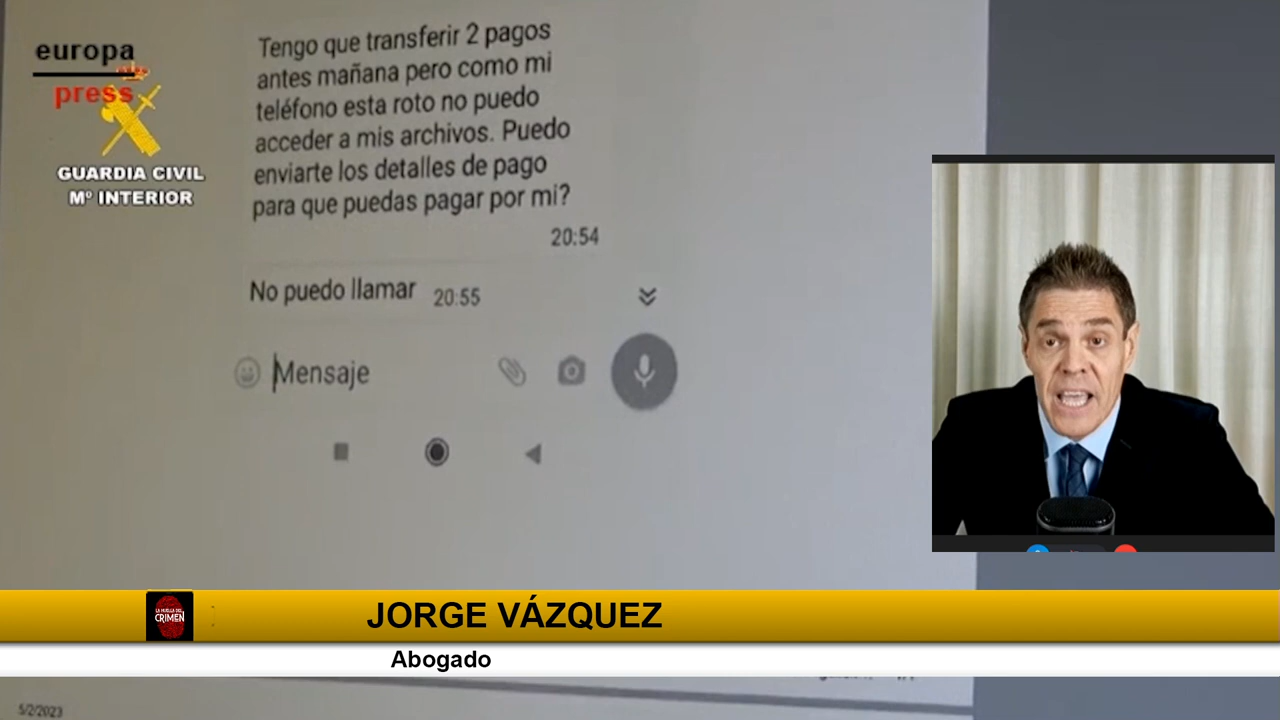 europa
press
GUARDIA CIVIL
Mº INTERIOR
Tengo que transferir 2 pagos
antes mañana pero como mi
teléfono esta roto no puedo
acceder a mis archivos. Puedo
enviarte los detalles de pago
para que puedas pagar por mi?
20:54
No puedo llamar 20:55
Mensaje
LA HUELLA DEL
CRIMEN
JORGE VÁZQUEZ
Abogado
5/2/2023